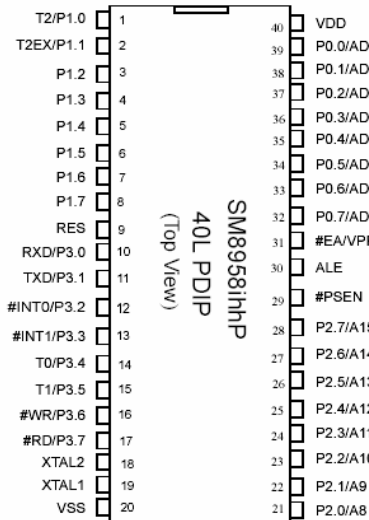 T2/P1.0 1
T2EX/P1.1 2
P1.2 3
P1.3 4
P1.4 5
P1.5 6
P1.6 7
P1.7 8
RES 9
RXD/P3.0 10
TXD/P3.1 11
#INT0/P3.2 12
#INT1/P3.3 13
T0/P3.4 14
T1/P3.5 15
#WR/P3.6 16
#RD/P3.7 17
XTAL2 18
XTAL1 19
VSS 20
SM8958ihhP
40L PDIP
(Top View)
40 VDD
39 P0.0/AD
38 P0.1/AD
37 P0.2/AD
36 P0.3/AD
35 P0.4/AD
34 P0.5/AD
33 P0.6/AD
32 P0.7/AD
31 #EA/VP
30 ALE
29 #PSEN
28 P2.7/A15
27 P2.6/A14
26 P2.5/A13
25 P2.4/A12
24 P2.3/A11
23 P2.2/A10
22 P2.1/A9
21 P2.0/A8